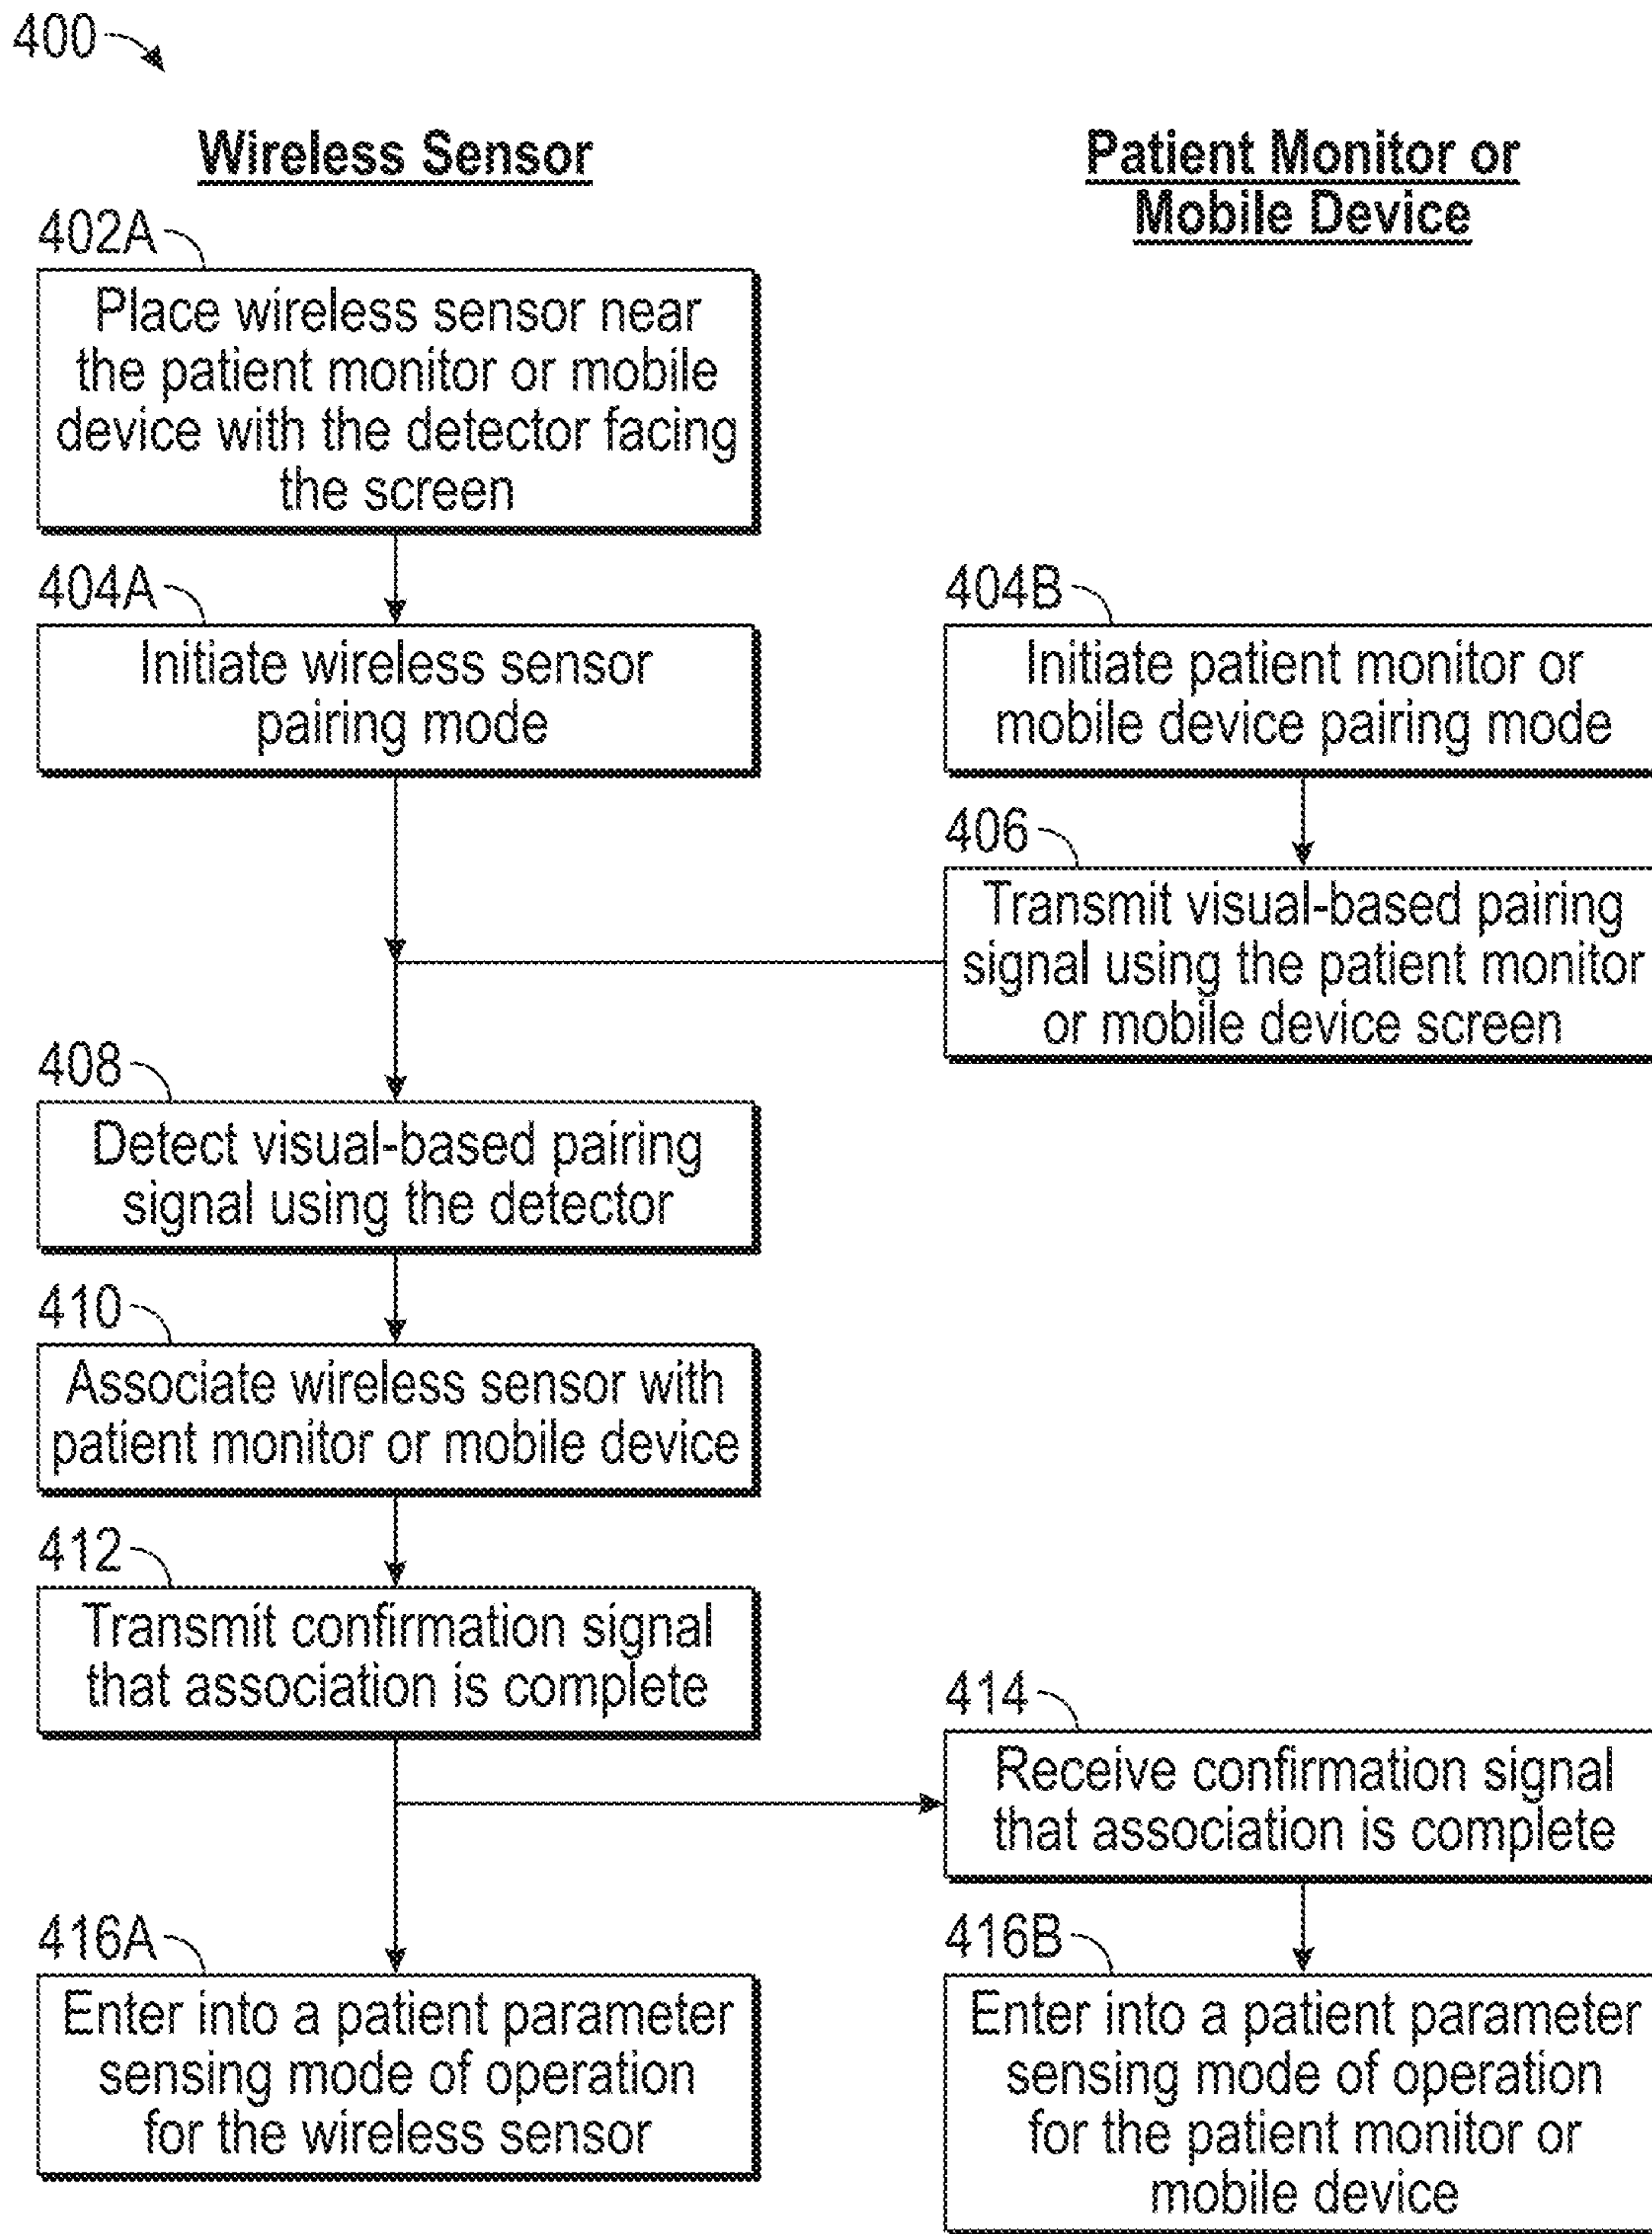 400
Wireless Sensor
Patient Monitor or
Mobile Device
402A
Place wireless sensor near
the patient monitor or mobile
device with the detector facing
the screen
404A
Initiate wireless sensor
pairing mode
404B
Initiate patient monitor or
mobile device pairing mode
406
Transmit visual-based pairing
signal using the patient monitor
or mobile device screen
408
Detect visual-based pairing
signal using the detector
410
Associate wireless sensor with
patient monitor or mobile device
412
Transmit confirmation signal
that association is complete
414
Receive confirmation signal
that association is complete
416A
Enter into a patient parameter
sensing mode of operation
for the wireless sensor
416B
Enter into a patient parameter
sensing mode of operation
for the patient monitor or
mobile device